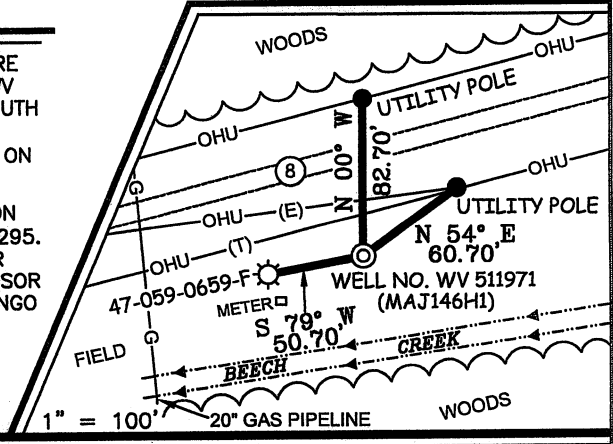 RE
V
UTH
ON
ON
295.
R
SOR
NGO
WOODS
OHU
UTILITY POLE
OHU
N 00° W
82.70'
8
G
OHU
OHU (E)
UTILITY POLE
N 54° E
60.70'
OHU (T)
47-059-0659-F
WELL NO. WV 511971
(MAJ146H1)
METER
S 79° W
50.70'
G
FIELD
BEECH CREEK
1" = 100'
20" GAS PIPELINE
WOODS